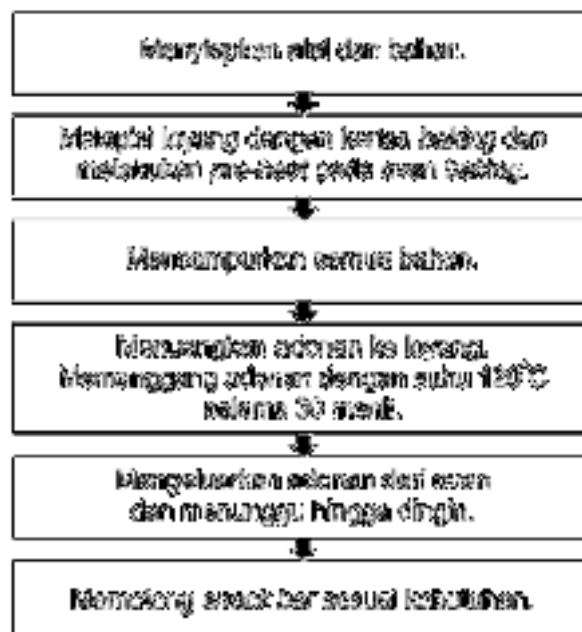 Menyiapkan alat dan bahan.
Melapisi loyang dengan kertas baking dan
melakukan pre-heat pada oven baking.
Mencampurkan semua bahan.
Menuangkan adonan ke loyang.
Memanggang adonan dengan suhu °C
selama 30 menit.
Mengeluarkan adonan dari oven
dan menunggu hingga dingin.
Memotong snack bar sesuai kebutuhan.